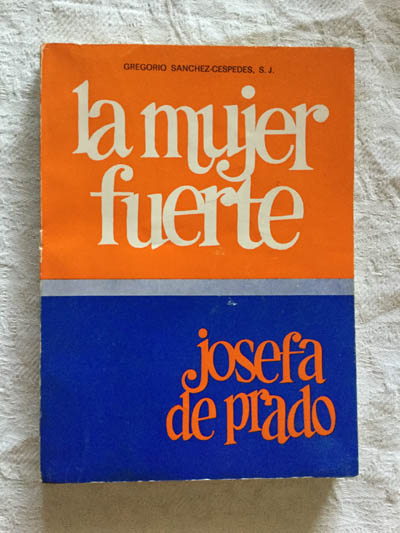 GREGORIO SANCHEZ-CESPEDES, S. J.
la mujer
fuerte
josefa
de prado